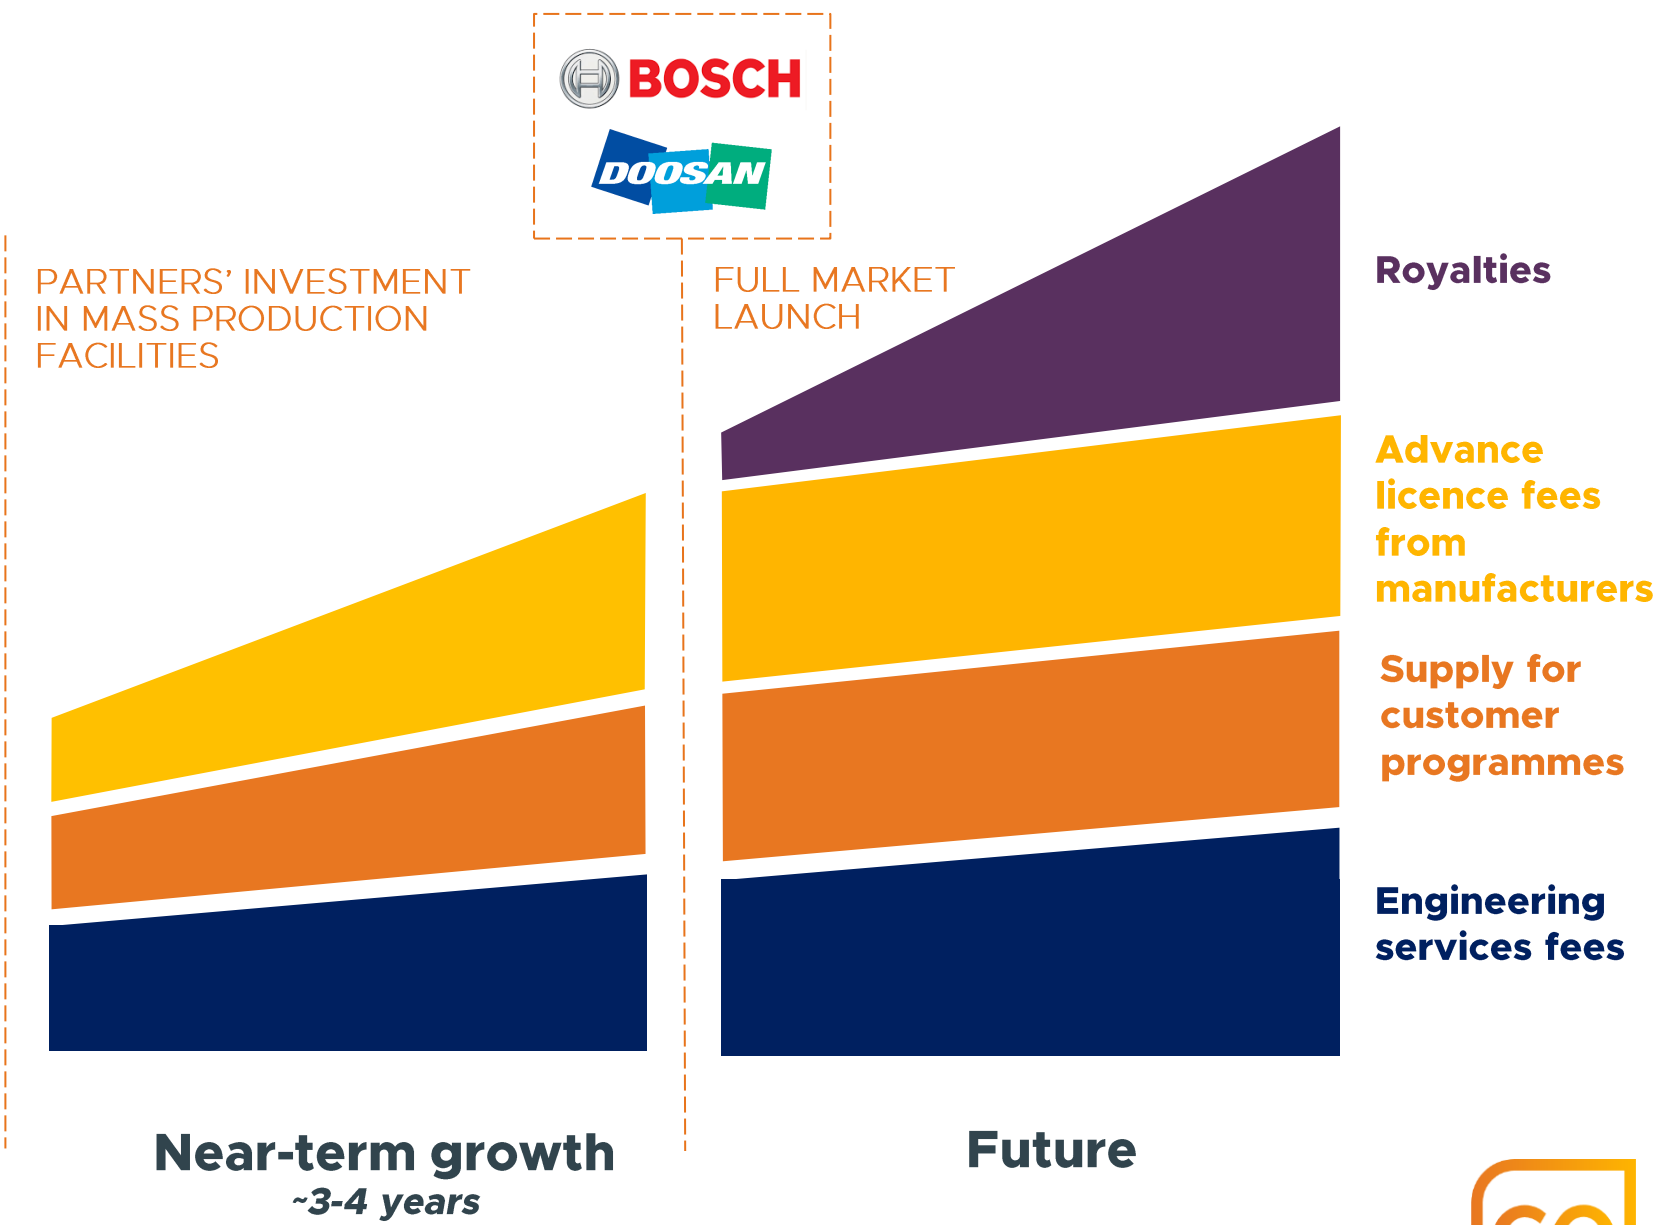 BOSCH
DOOSAN
PARTNERS’ INVESTMENT
IN MASS PRODUCTION
FACILITIES
FULL MARKET
LAUNCH
Royalties
Advance
licence fees
from
manufacturers
Supply for
customer
programmes
Engineering
services fees
Near-term growth
~3-4 years
Future